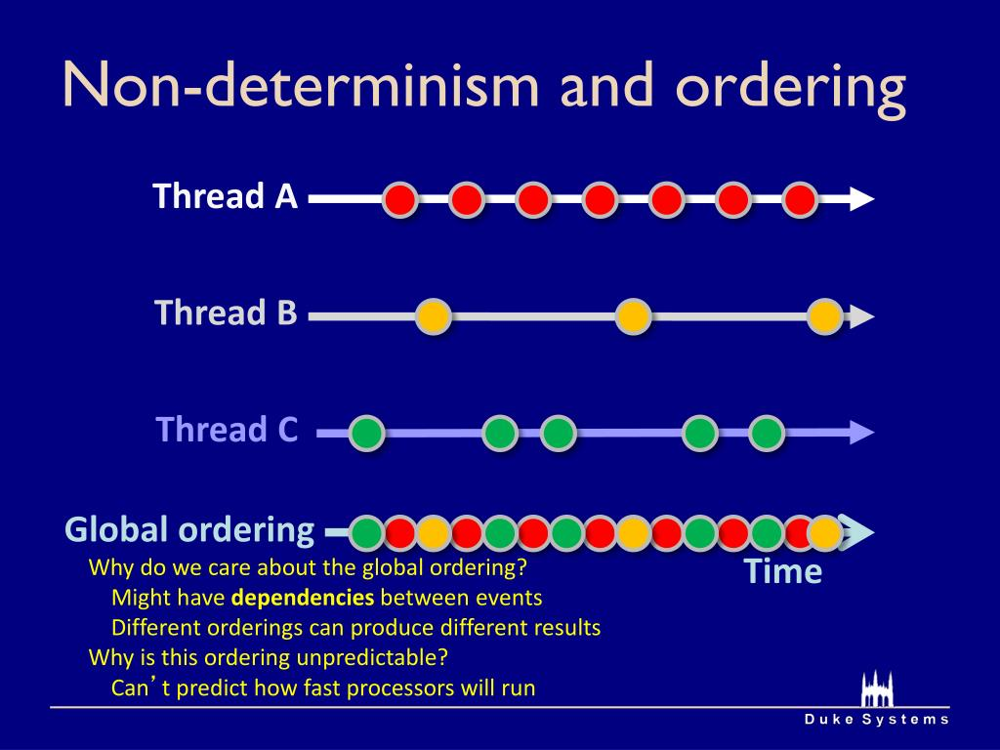 Non-determinism and ordering
Thread A
Thread B
Thread C
Global ordering
Time
Why do we care about the global ordering?
Might have dependencies between events
Different orderings can produce different results
Why is this ordering unpredictable?
Can’t predict how fast processors will run
Duke Systems